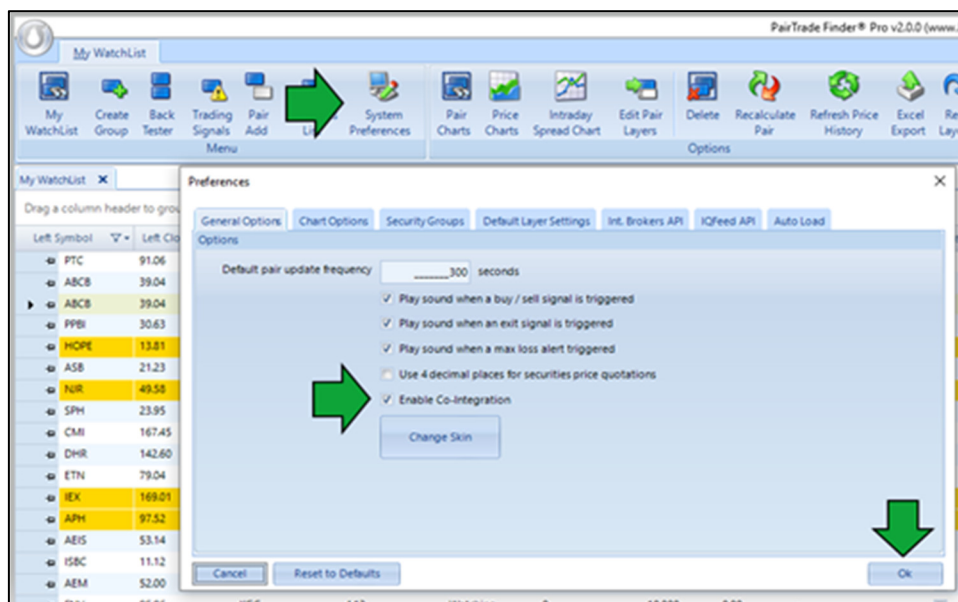 PairTrade Finder® Pro v2.0.0 (www.
My WatchList
My WatchList
Create Group
Back Tester
Trading Signals
Pair Add
System Preferences
Pair Charts
Price Charts
Intraday Spread Chart
Edit Pair Layers
Delete
Recalculate Pair
Refresh Price History
Excel Export
Menu
Options
My WatchList
Drag a column header to grou
Left Symbol Left Clo
PTC 91.06
ABCB 39.04
ABCB 39.04
PPBI 30.63
HOPE 13.81
ASB 21.23
NJR 49.58
SPH 23.95
CMI 167.45
DHR 142.60
ETN 79.04
IEX 169.01
APH 97.52
AEIS 53.14
ISBC 11.12
AEM 52.00
Preferences
General Options Chart Options Security Groups Default Layer Settings Int. Brokers API IQFeed API Auto Load
Options
Default pair update frequency ______300 seconds
Play sound when a buy / sell signal is triggered
Play sound when an exit signal is triggered
Play sound when a max loss alert triggered
Use 4 decimal places for securities price quotations
Enable Co-Integration
Change Skin
Cancel Reset to Defaults Ok